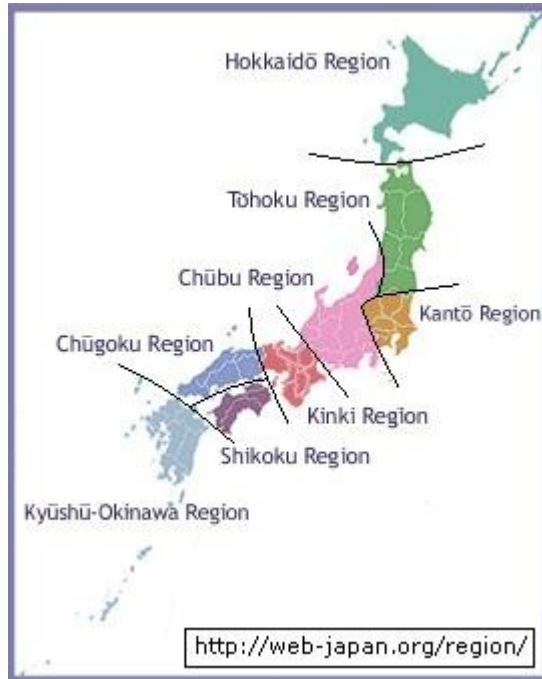 Hokkaidō Region
Tōhoku Region
Chūbu Region
Kantō Region
Chūgoku Region
Kinki Region
Shikoku Region
Kyūshū-Okinawa Region
http://web-japan.org/region/